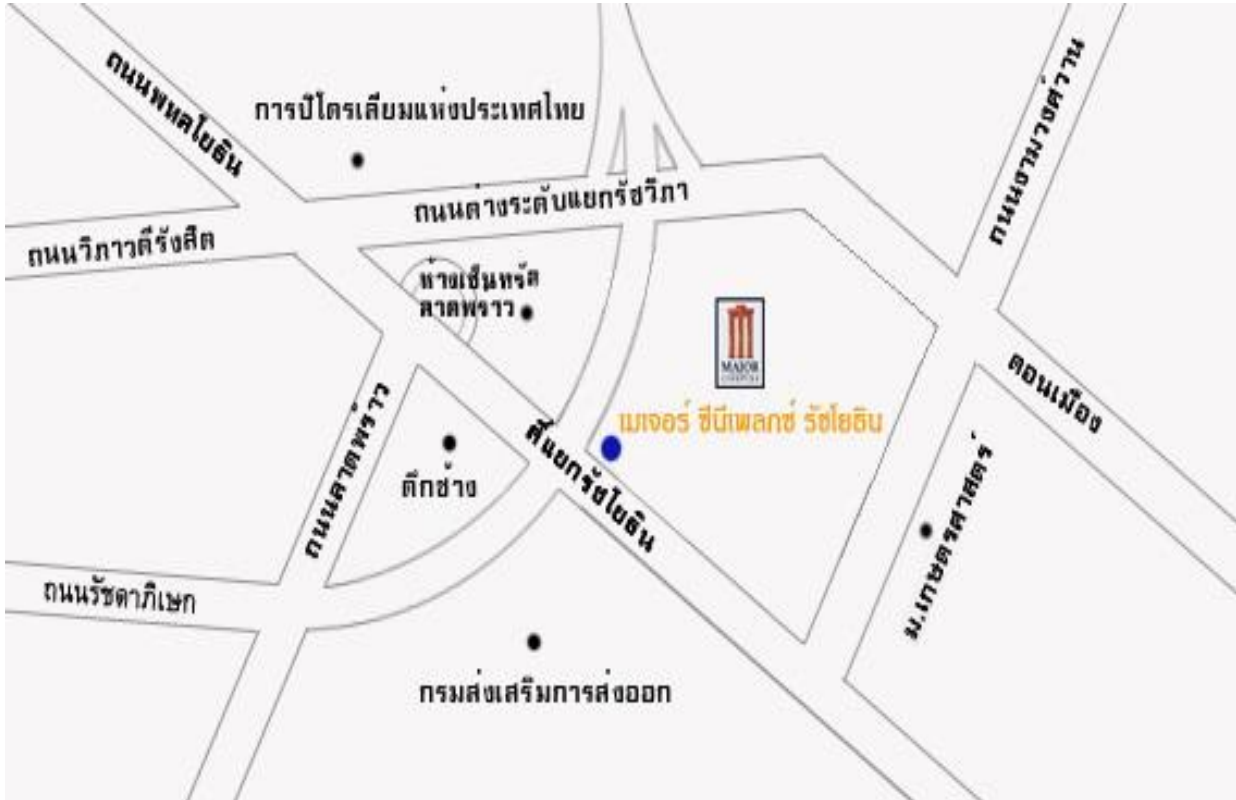 ถนนพหลโยธิน
การปิโตรเลียมแห่งประเทศไทย
ถนนงามวงศ์วาน
ถนนต่างระดับแยกรัชวิภา
ถนนวิภาวดีรังสิต
ห้างเซ็นทรัล
ลาดพราว
MAJOR
CINEPLEX
เมเจอร์ ซีนีเพลกซ์ รัชโยธิน
ดอนเมือง
ถนนลาดพร้าว
สี่แยกรัชโยธิน
ตึกช้าง
ม.เกษตรศาสตร์
ถนนรัชดาภิเษก
กรมส่งเสริมการส่งออก